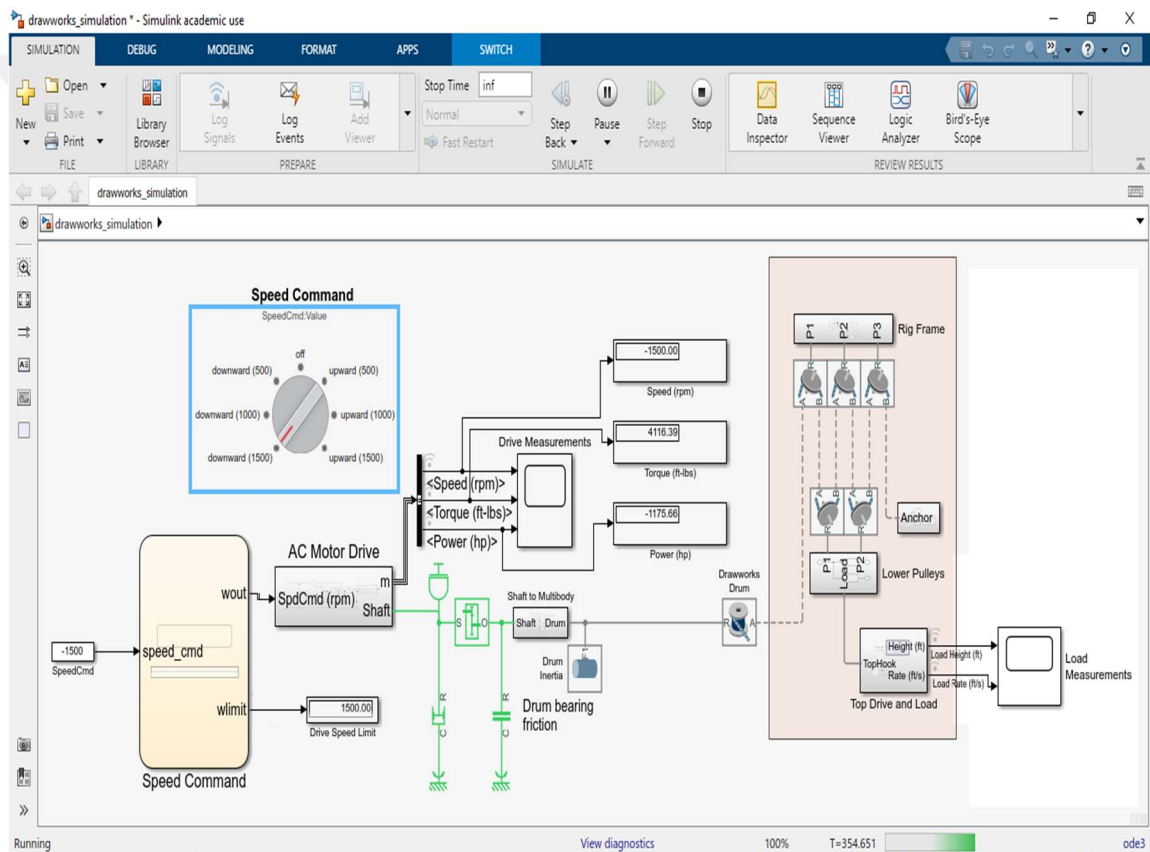 drawworks_simulation * - Simulink academic use
SIMULATION DEBUG MODELING FORMAT APPS SWITCH
New
Open
Save
Print
FILE
Library
Browser
LIBRARY
Log
Signals
Log
Events
Add
Viewer
PREPARE
Stop Time inf
Normal
Fast Restart
Step
Back
Pause
Step
Forward
Stop
SIMULATE
Data
Inspector
Sequence
Viewer
Logic
Analyzer
Bird's-Eye
Scope
REVIEW RESULTS
drawworks_simulation
drawworks_simulation
Speed Command
SpeedCmd:Value
off
downward (500)
upward (500)
downward (1000)
upward (1000)
downward (1500)
upward (1500)
-1500.00
Speed (rpm)
4116.39
Torque (ft-lbs)
-1175.66
Power (hp)
Drive Measurements
<Speed (rpm)>
<Torque (ft-lbs)>
<Power (hp)>
AC Motor Drive
SpdCmd (rpm)
m
Shaft
-1500
SpeedCmd
speed_cmd
wout
wlimit
Speed Command
1500.00
Drive Speed Limit
S O
R
C
R
C
Shaft to Multibody
Shaft Drum
Drum
Inertia
F1
Drum bearing
friction
Drawworks
Drum
R A
P1 P2 P3
Rig Frame
R R R
A B A B A B
A B A B
R R
Anchor
P1 Load P2
Lower Pulleys
TopHook
Height (ft)
Rate (ft/s)
Top Drive and Load
Load Height (ft)
Load Rate (ft/s)
Load
Measurements
Running
View diagnostics
100%
T=354.651
ode3